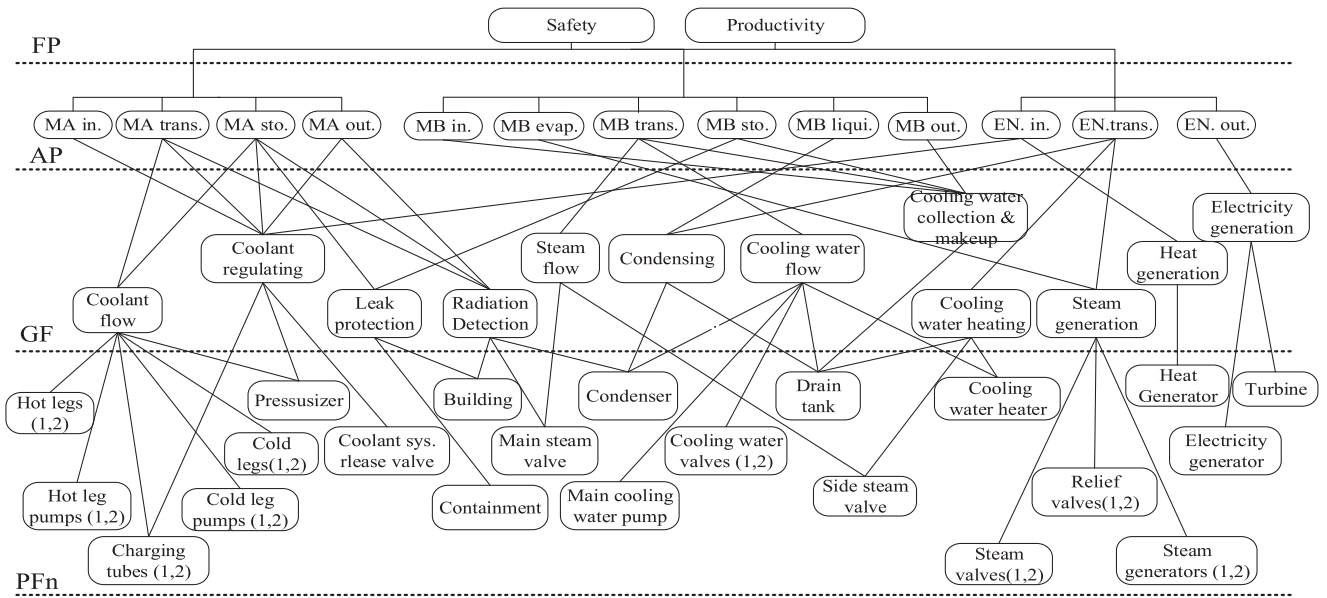 Safety
Productivity
FP
MA in.
MA trans.
MA sto.
MA out.
MB in.
MB evap.
MB trans.
MB sto.
MB liqui.
MB out.
EN. in.
EN.trans.
EN. out.
AP
Cooling water
collection &
makeup
Electricity
generation
Coolant
regulating
Steam
flow
Condensing
Cooling water
flow
Heat
generation
Coolant
flow
Leak
protection
Radiation
Detection
Cooling
water heating
Steam
generation
GF
Hot legs
(1,2)
Pressusizer
Building
Condenser
Drain
tank
Cooling
water heater
Heat
Generator
Turbine
Cold
legs(1,2)
Coolant sys.
rlease valve
Main steam
valve
Cooling water
valves (1,2)
Electricity
generator
Hot leg
pumps (1,2)
Cold leg
pumps (1,2)
Containment
Main cooling
water pump
Side steam
valve
Relief
valves(1,2)
Charging
tubes (1,2)
Steam
valves(1,2)
Steam
generators (1,2)
PFn